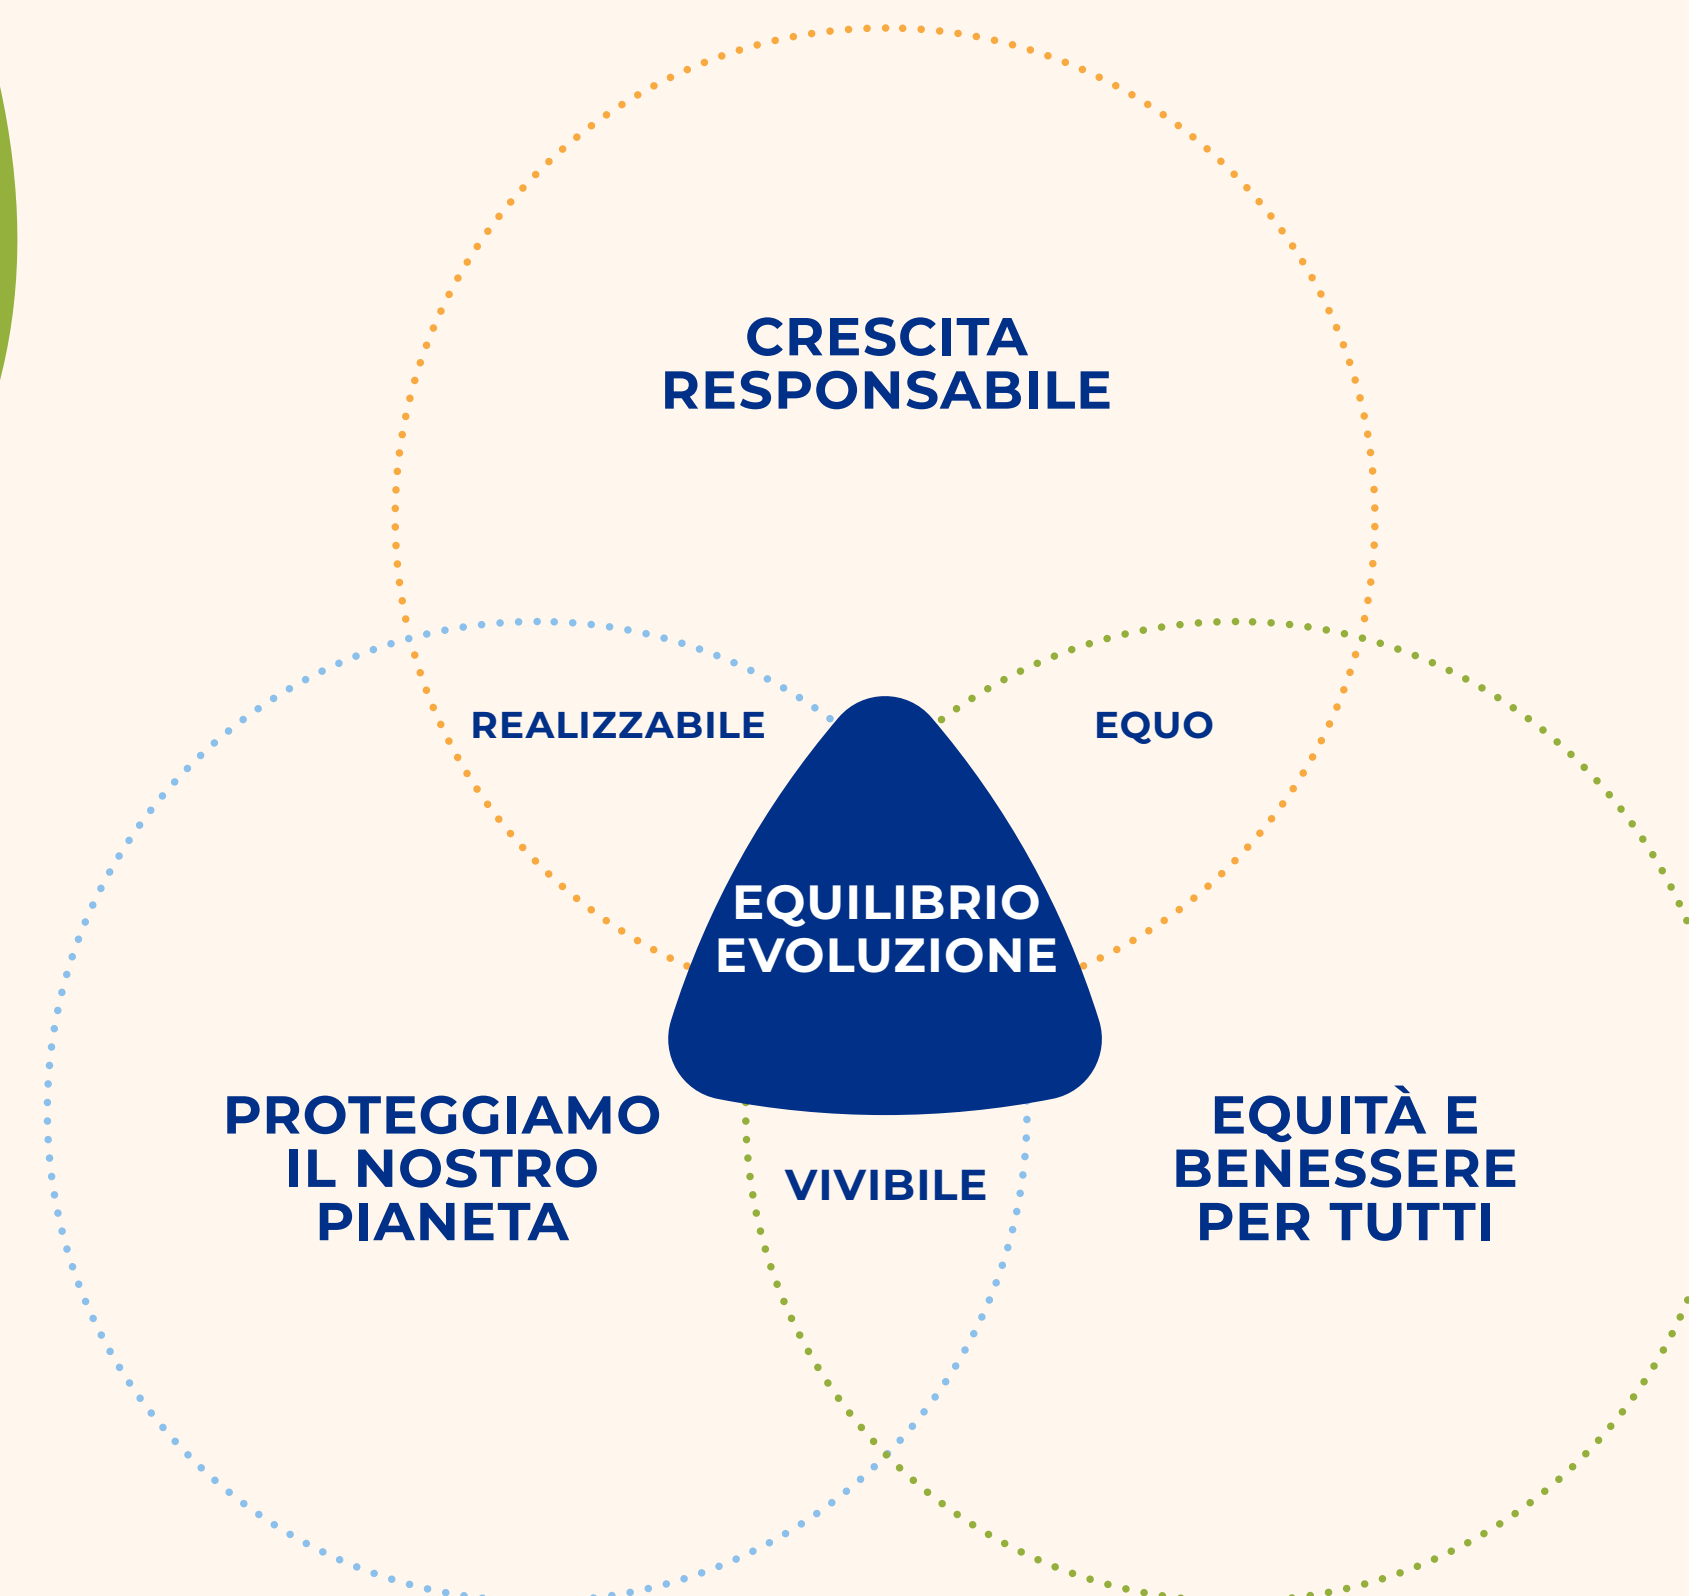 CRESCITA
RESPONSABILE
REALIZZABILE
EQUO
EQUILIBRIO
EVOLUZIONE
PROTEGGIAMO
IL NOSTRO
PIANETA
VIVIBILE
EQUITÀ E
BENESSERE
PER TUTTI